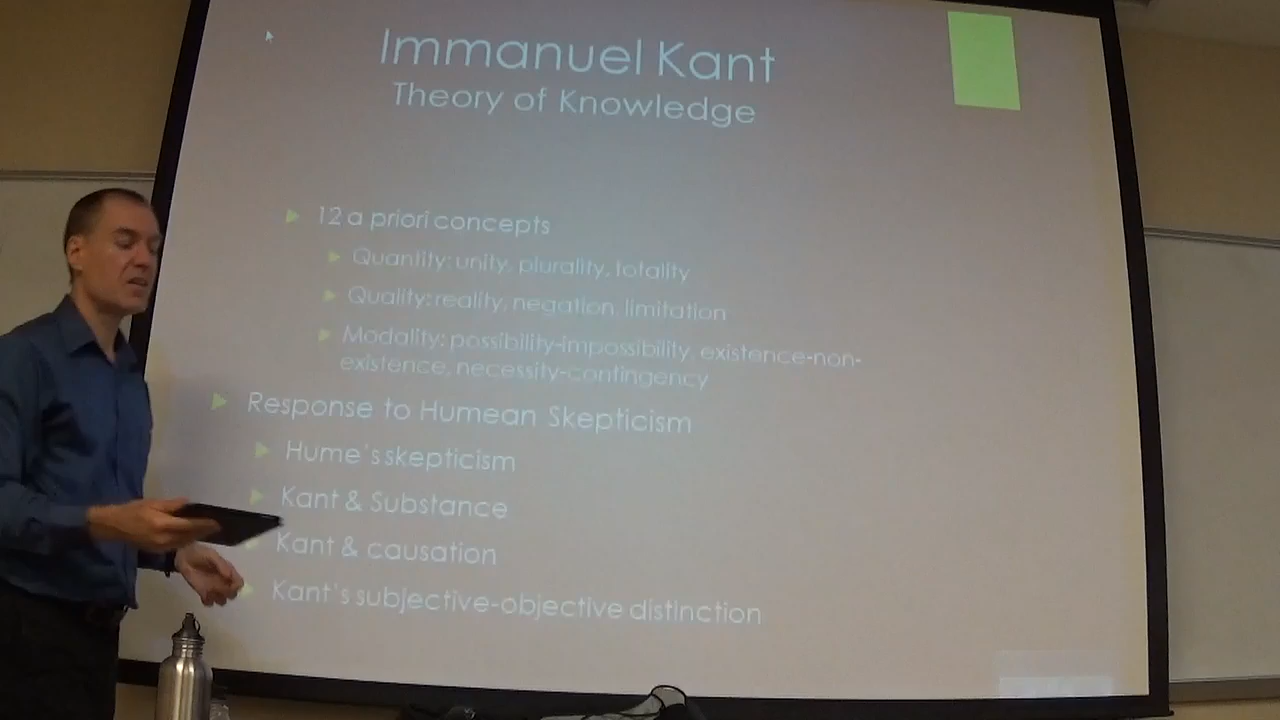 Immanuel Kant
Theory of Knowledge
12 a priori concepts
Quantity: unity, plurality, totality
Quality: reality, negation, limitation
Modality: possibility-impossibility, existence-non-
existence, necessity-contingency
Response to Humean Skepticism
Hume's skepticism
Kant & Substance
Kant & causation
Kant's subjective-objective distinction